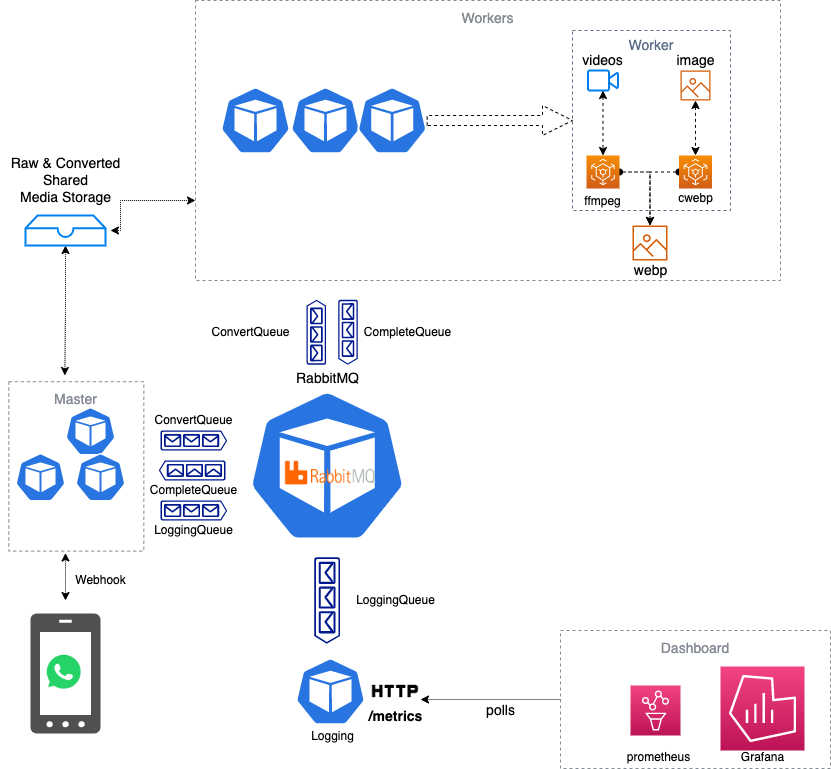 Workers
Worker
videos
image
ffmpeg
cwebp
webp
Raw & Converted
Shared
Media Storage
ConvertQueue
CompleteQueue
RabbitMQ
Master
ConvertQueue
CompleteQueue
LoggingQueue
RabbitMQ
Webhook
LoggingQueue
HTTP
/metrics
Logging
polls
Dashboard
prometheus
Grafana